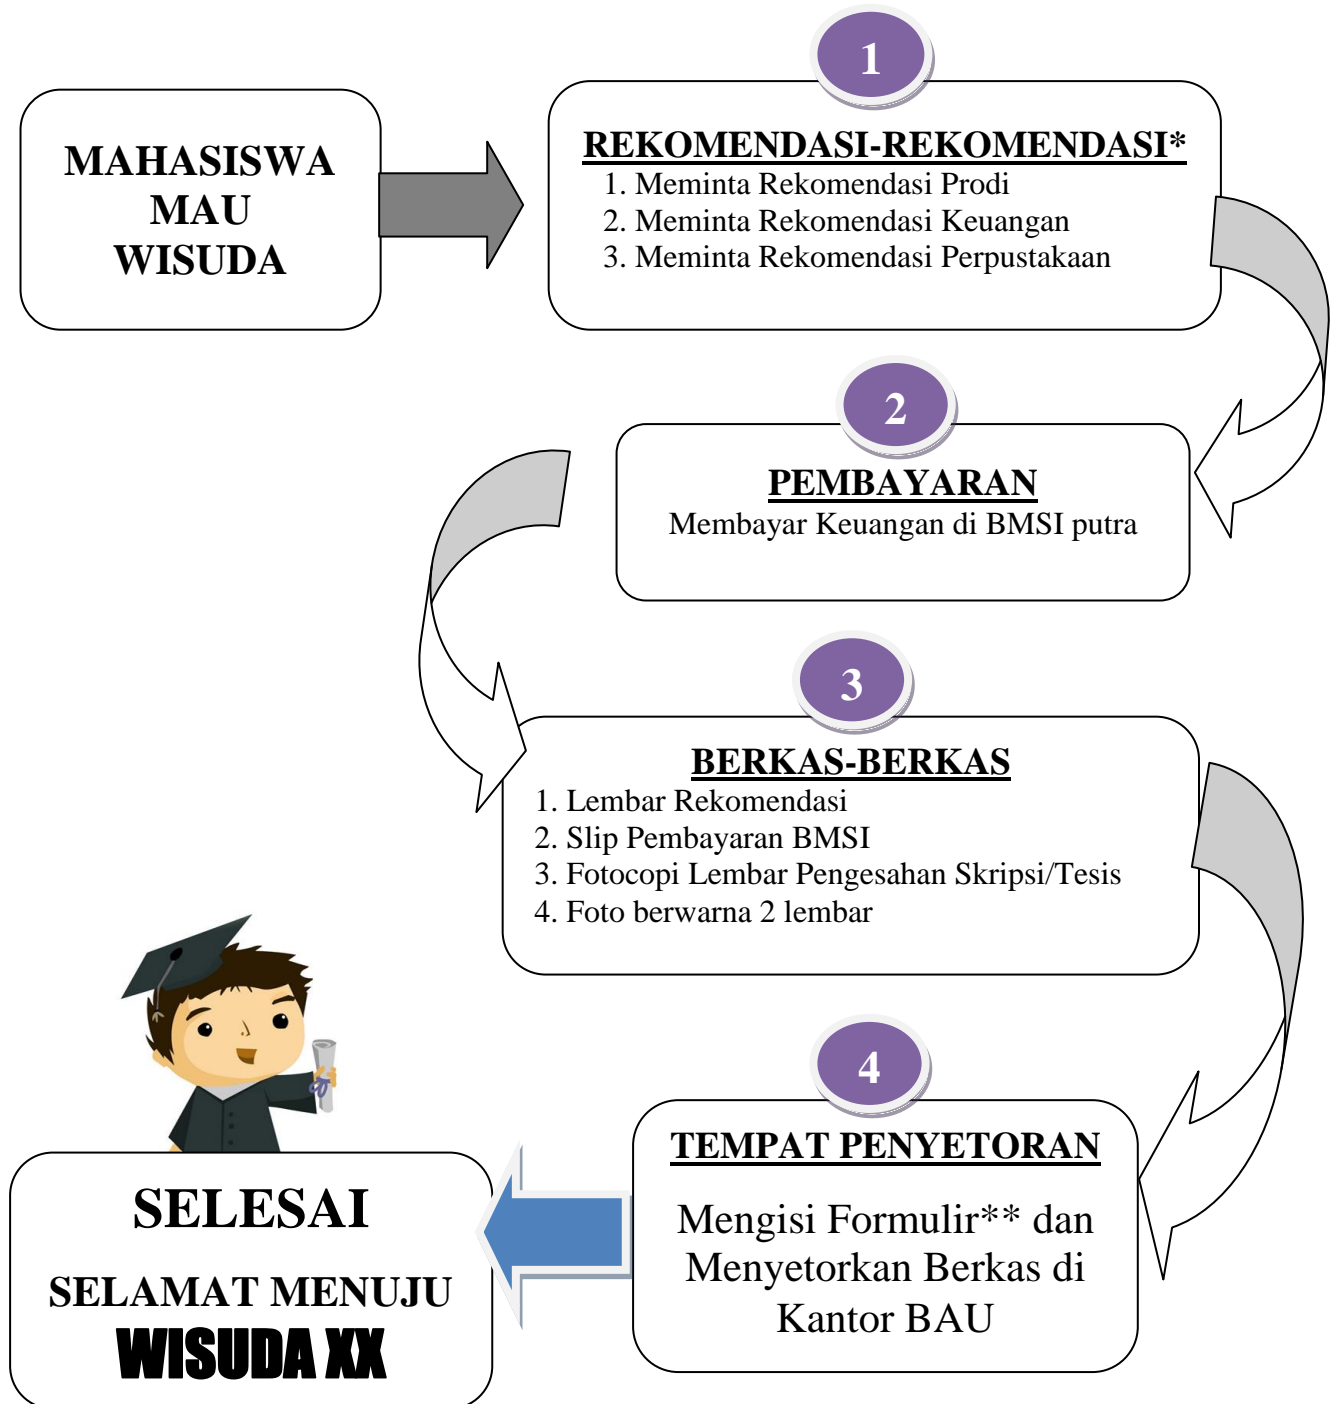 MAHASISWA
MAU
WISUDA
1
REKOMENDASI-REKOMENDASI*
1. Meminta Rekomendasi Prodi
2. Meminta Rekomendasi Keuangan
3. Meminta Rekomendasi Perpustakaan
2
PEMBAYARAN
Membayar Keuangan di BMSI putra
3
BERKAS-BERKAS
1. Lembar Rekomendasi
2. Slip Pembayaran BMSI
3. Fotocopi Lembar Pengesahan Skripsi/Tesis
4. Foto berwarna 2 lembar
4
TEMPAT PENYETORAN
Mengisi Formulir** dan
Menyetorkan Berkas di
Kantor BAU
SELESAI
SELAMAT MENUJU
WISUDA XX